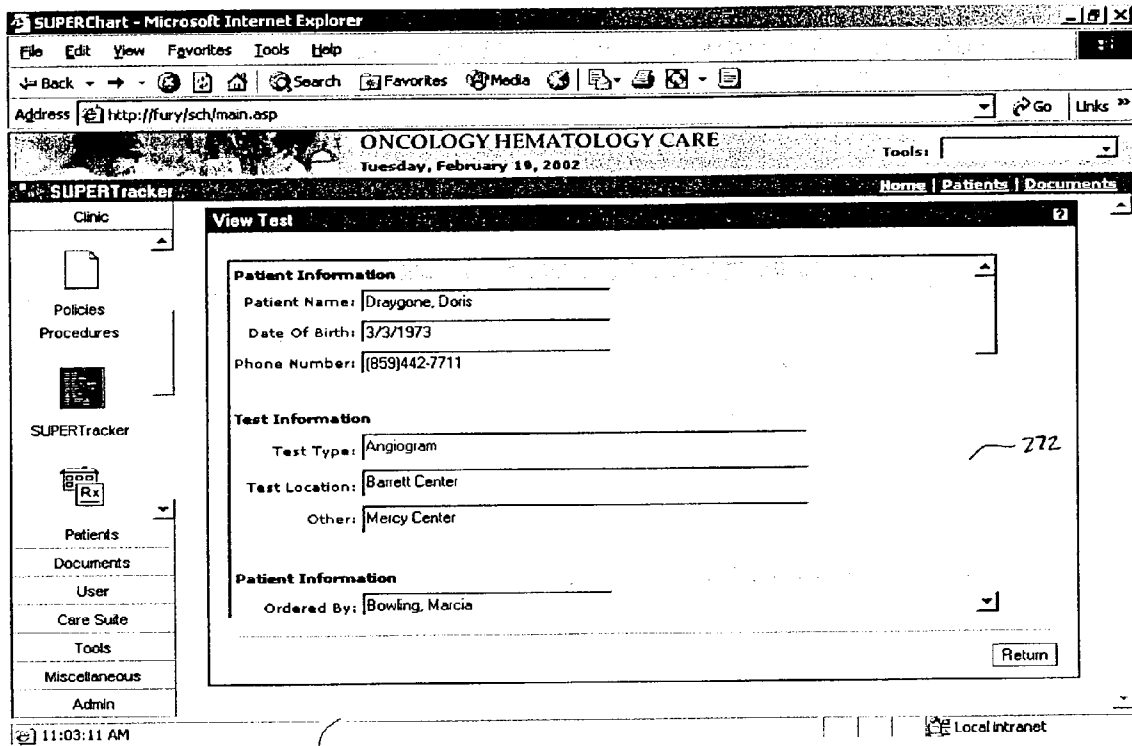 SUPERChart - Microsoft Internet Explorer
File Edit View Favorites Tools Help
Back Search Favorites Media
Address http://fury/sch/main.asp Go Links »
ONCOLOGY HEMATOLOGY CARE
Tuesday, February 19, 2002
Tools:
SUPERTracker
Home | Patients | Documents
Clinic
View Test ?
Patient Information
Patient Name: Draygone, Doris
Policies
Date Of Birth: 3/3/1973
Procedures
Phone Number: (859)442-7711
Test Information
SUPERTracker
Test Type: Angiogram
272
Test Location: Barrett Center
Rx
Other: Mercy Center
Patients
Documents
Patient Information
User
Ordered By: Bowling, Marcia
Care Suite
Tools
Return
Miscellaneous
Admin
11:03:11 AM
Local intranet